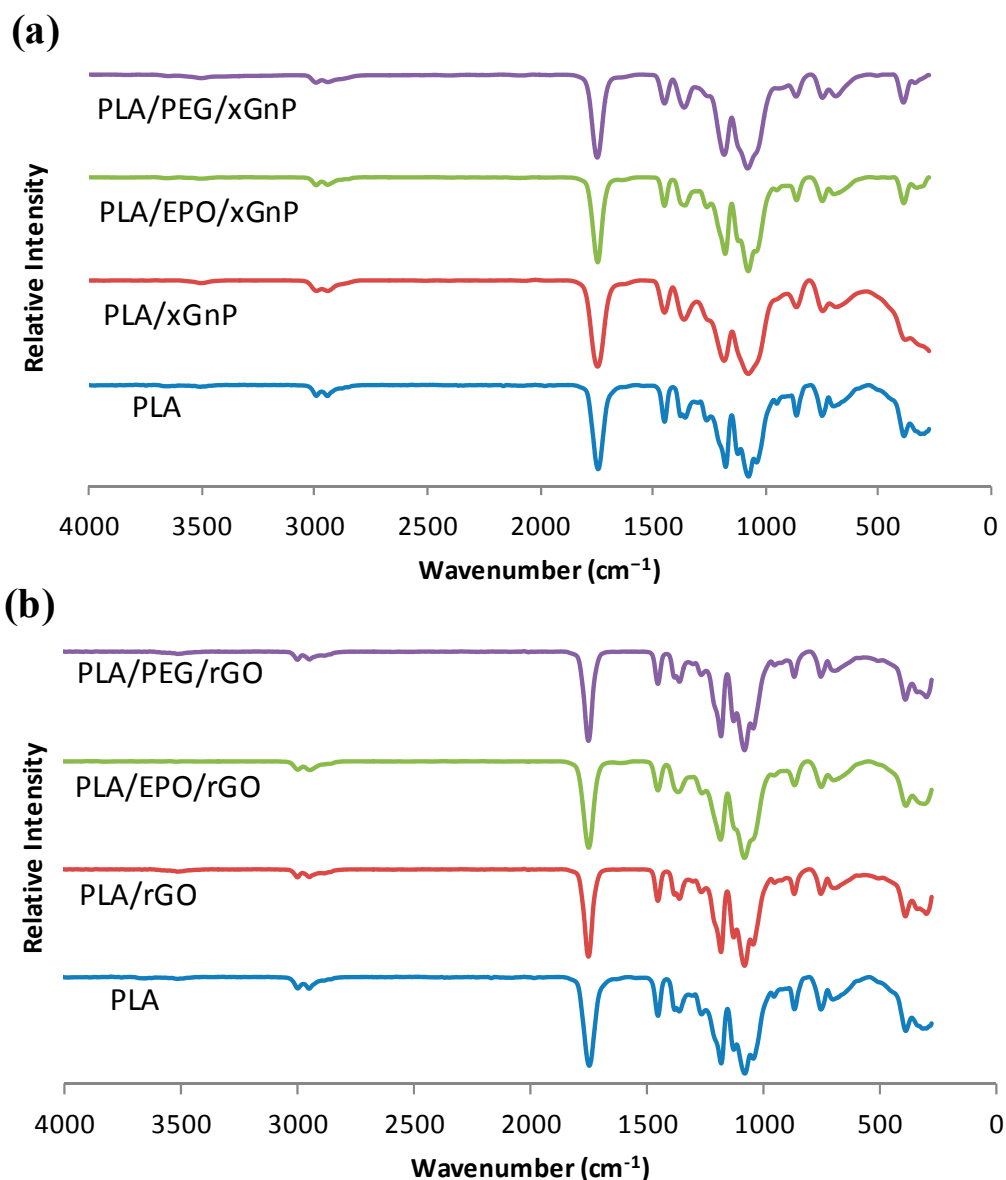 (a)
PLA/PEG/xGnP
PLA/EPO/xGnP
PLA/xGnP
PLA
Relative Intensity
4000 3500 3000 2500 2000 1500 1000 500 0
Wavenumber (cm⁻¹)
(b)
PLA/PEG/rGO
PLA/EPO/rGO
PLA/rGO
PLA
Relative Intensity
4000 3500 3000 2500 2000 1500 1000 500 0
Wavenumber (cm⁻¹)